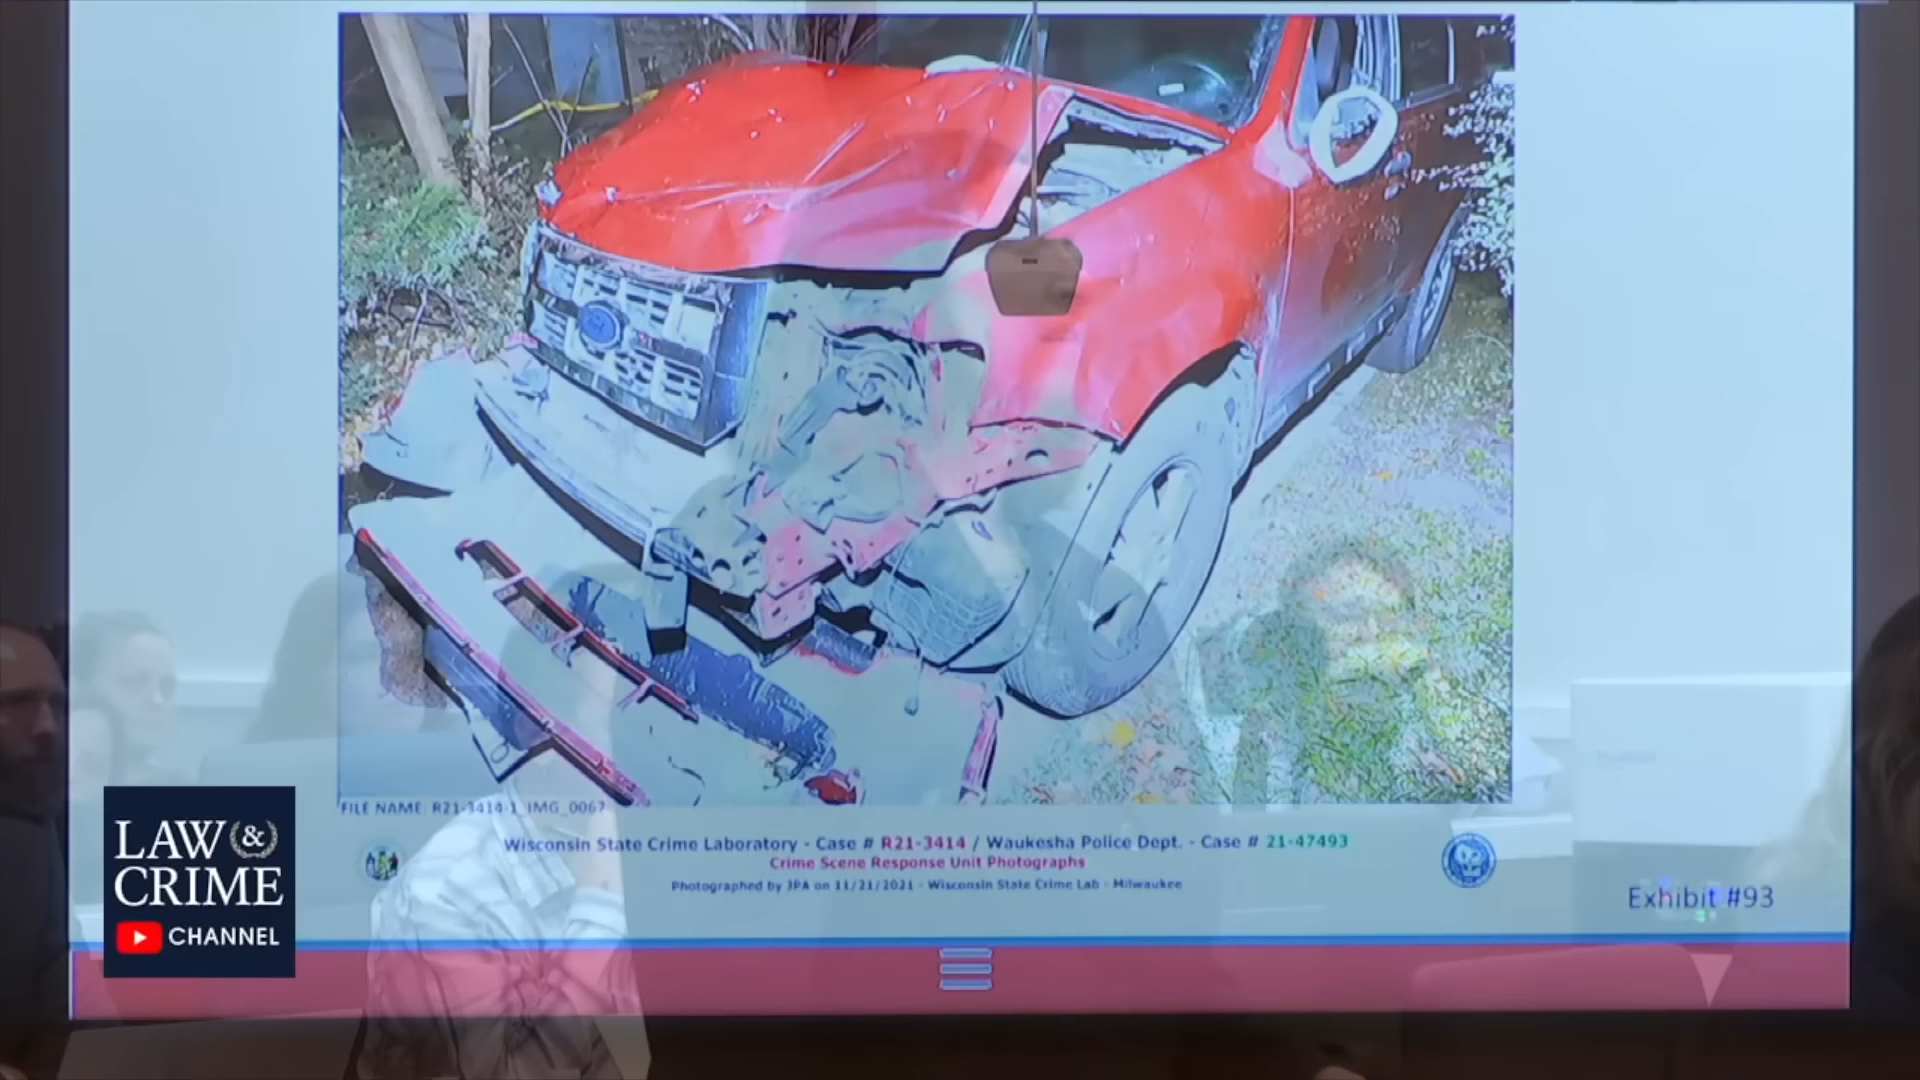 FILE NAME: R21-3414-1_IMG_0067
Wisconsin State Crime Laboratory - Case # R21-3414 / Waukesha Police Dept. - Case # 21-47493
Crime Scene Response Unit Photographs
Photographed by JPA on 11/21/2021 - Wisconsin State Crime Lab - Milwaukee
Exhibit #93
LAW &
CRIME
CHANNEL